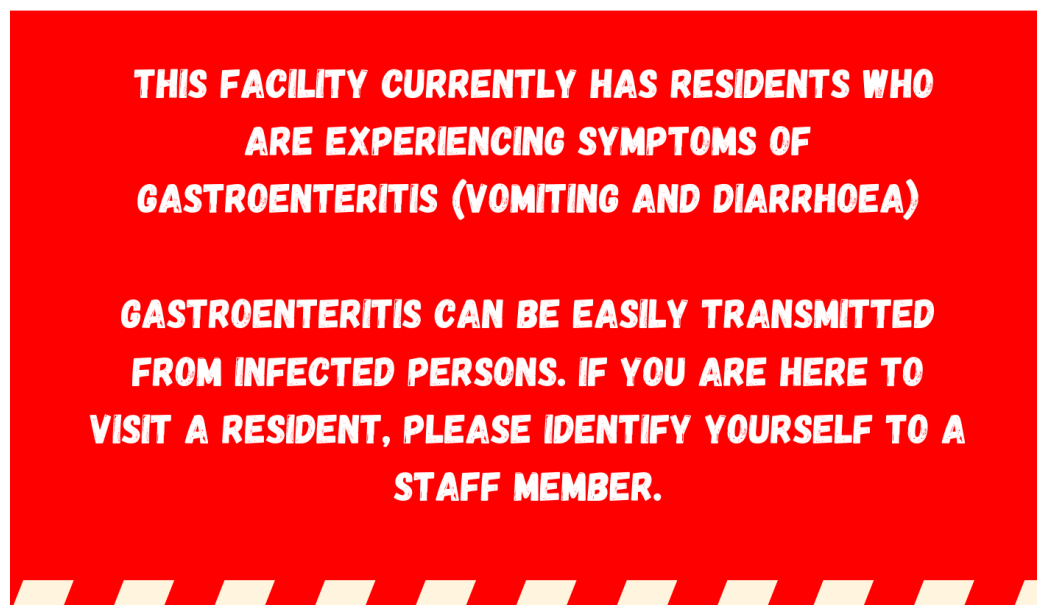 THIS FACILITY CURRENTLY HAS RESIDENTS WHO
ARE EXPERIENCING SYMPTOMS OF
GASTROENTERITIS (VOMITING AND DIARRHOEA)
GASTROENTERITIS CAN BE EASILY TRANSMITTED
FROM INFECTED PERSONS. IF YOU ARE HERE TO
VISIT A RESIDENT, PLEASE IDENTIFY YOURSELF TO A
STAFF MEMBER.